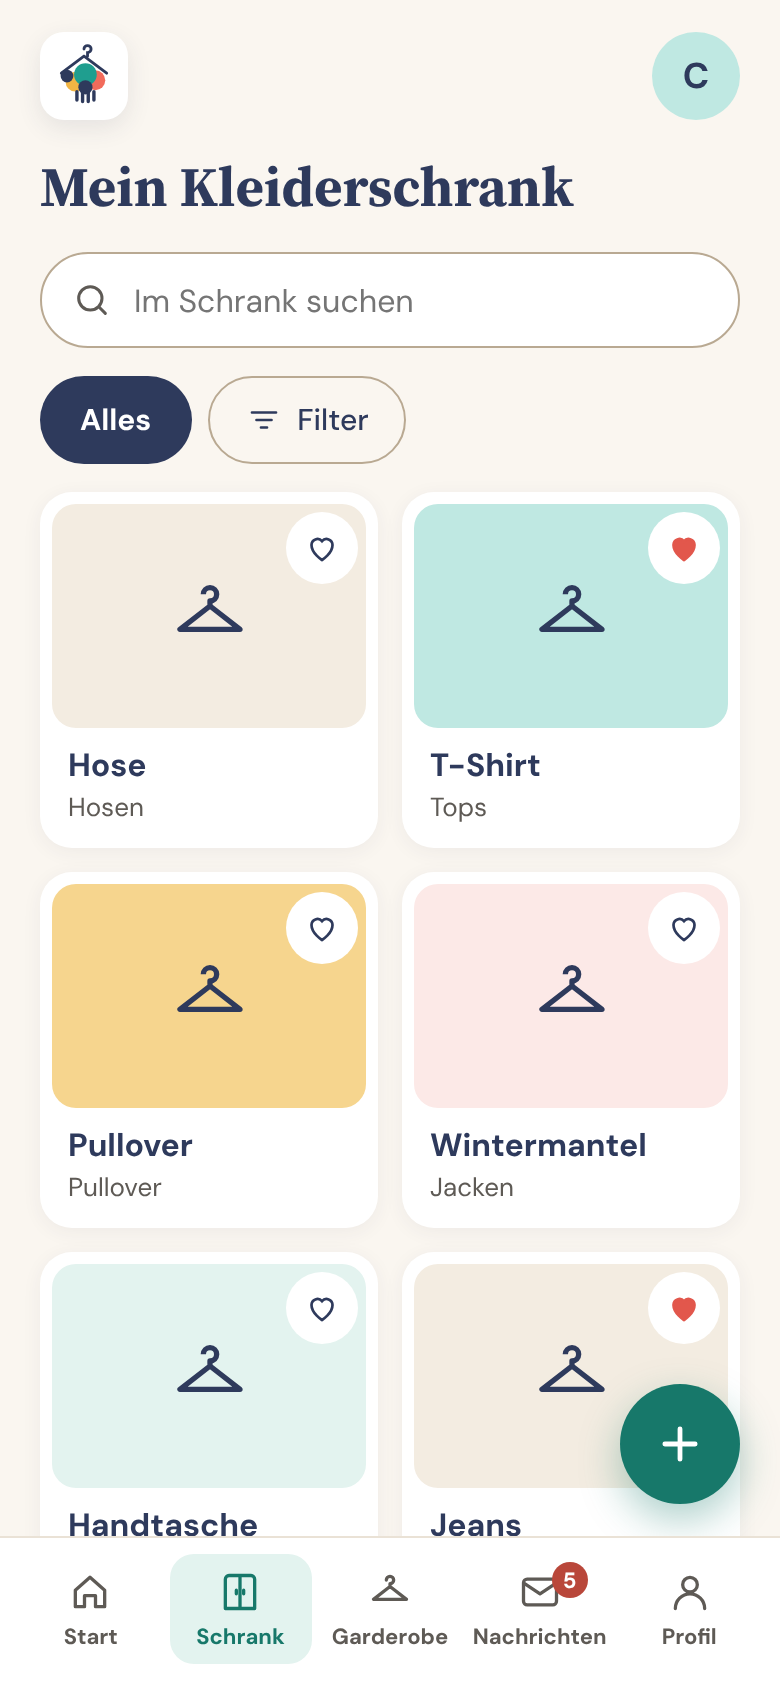 C
Mein Kleiderschrank
Im Schrank suchen
Alles
Filter
Hose
Hosen
T-Shirt
Tops
Pullover
Pullover
Wintermantel
Jacken
Handtasche
Jeans
Start
Schrank
Garderobe
5
Nachrichten
Profil